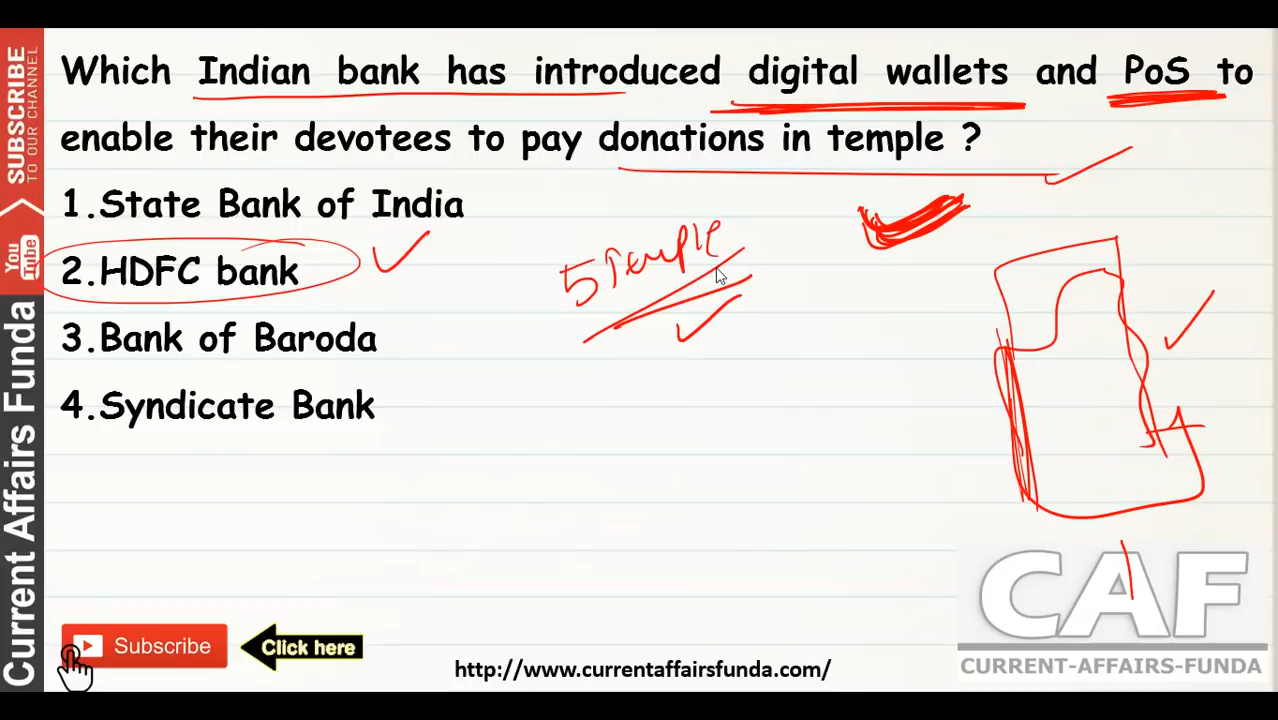 Which Indian bank has introduced digital wallets and PoS to
enable their devotees to pay donations in temple ?
1.State Bank of India
2.HDFC bank
3.Bank of Baroda
4.Syndicate Bank
5 Temple
SUBSCRIBE
TO OUR CHANNEL
You
Tube
Current Affairs Funda
Subscribe
Click here
http://www.currentaffairsfunda.com/
CAF
CURRENT-AFFAIRS-FUNDA